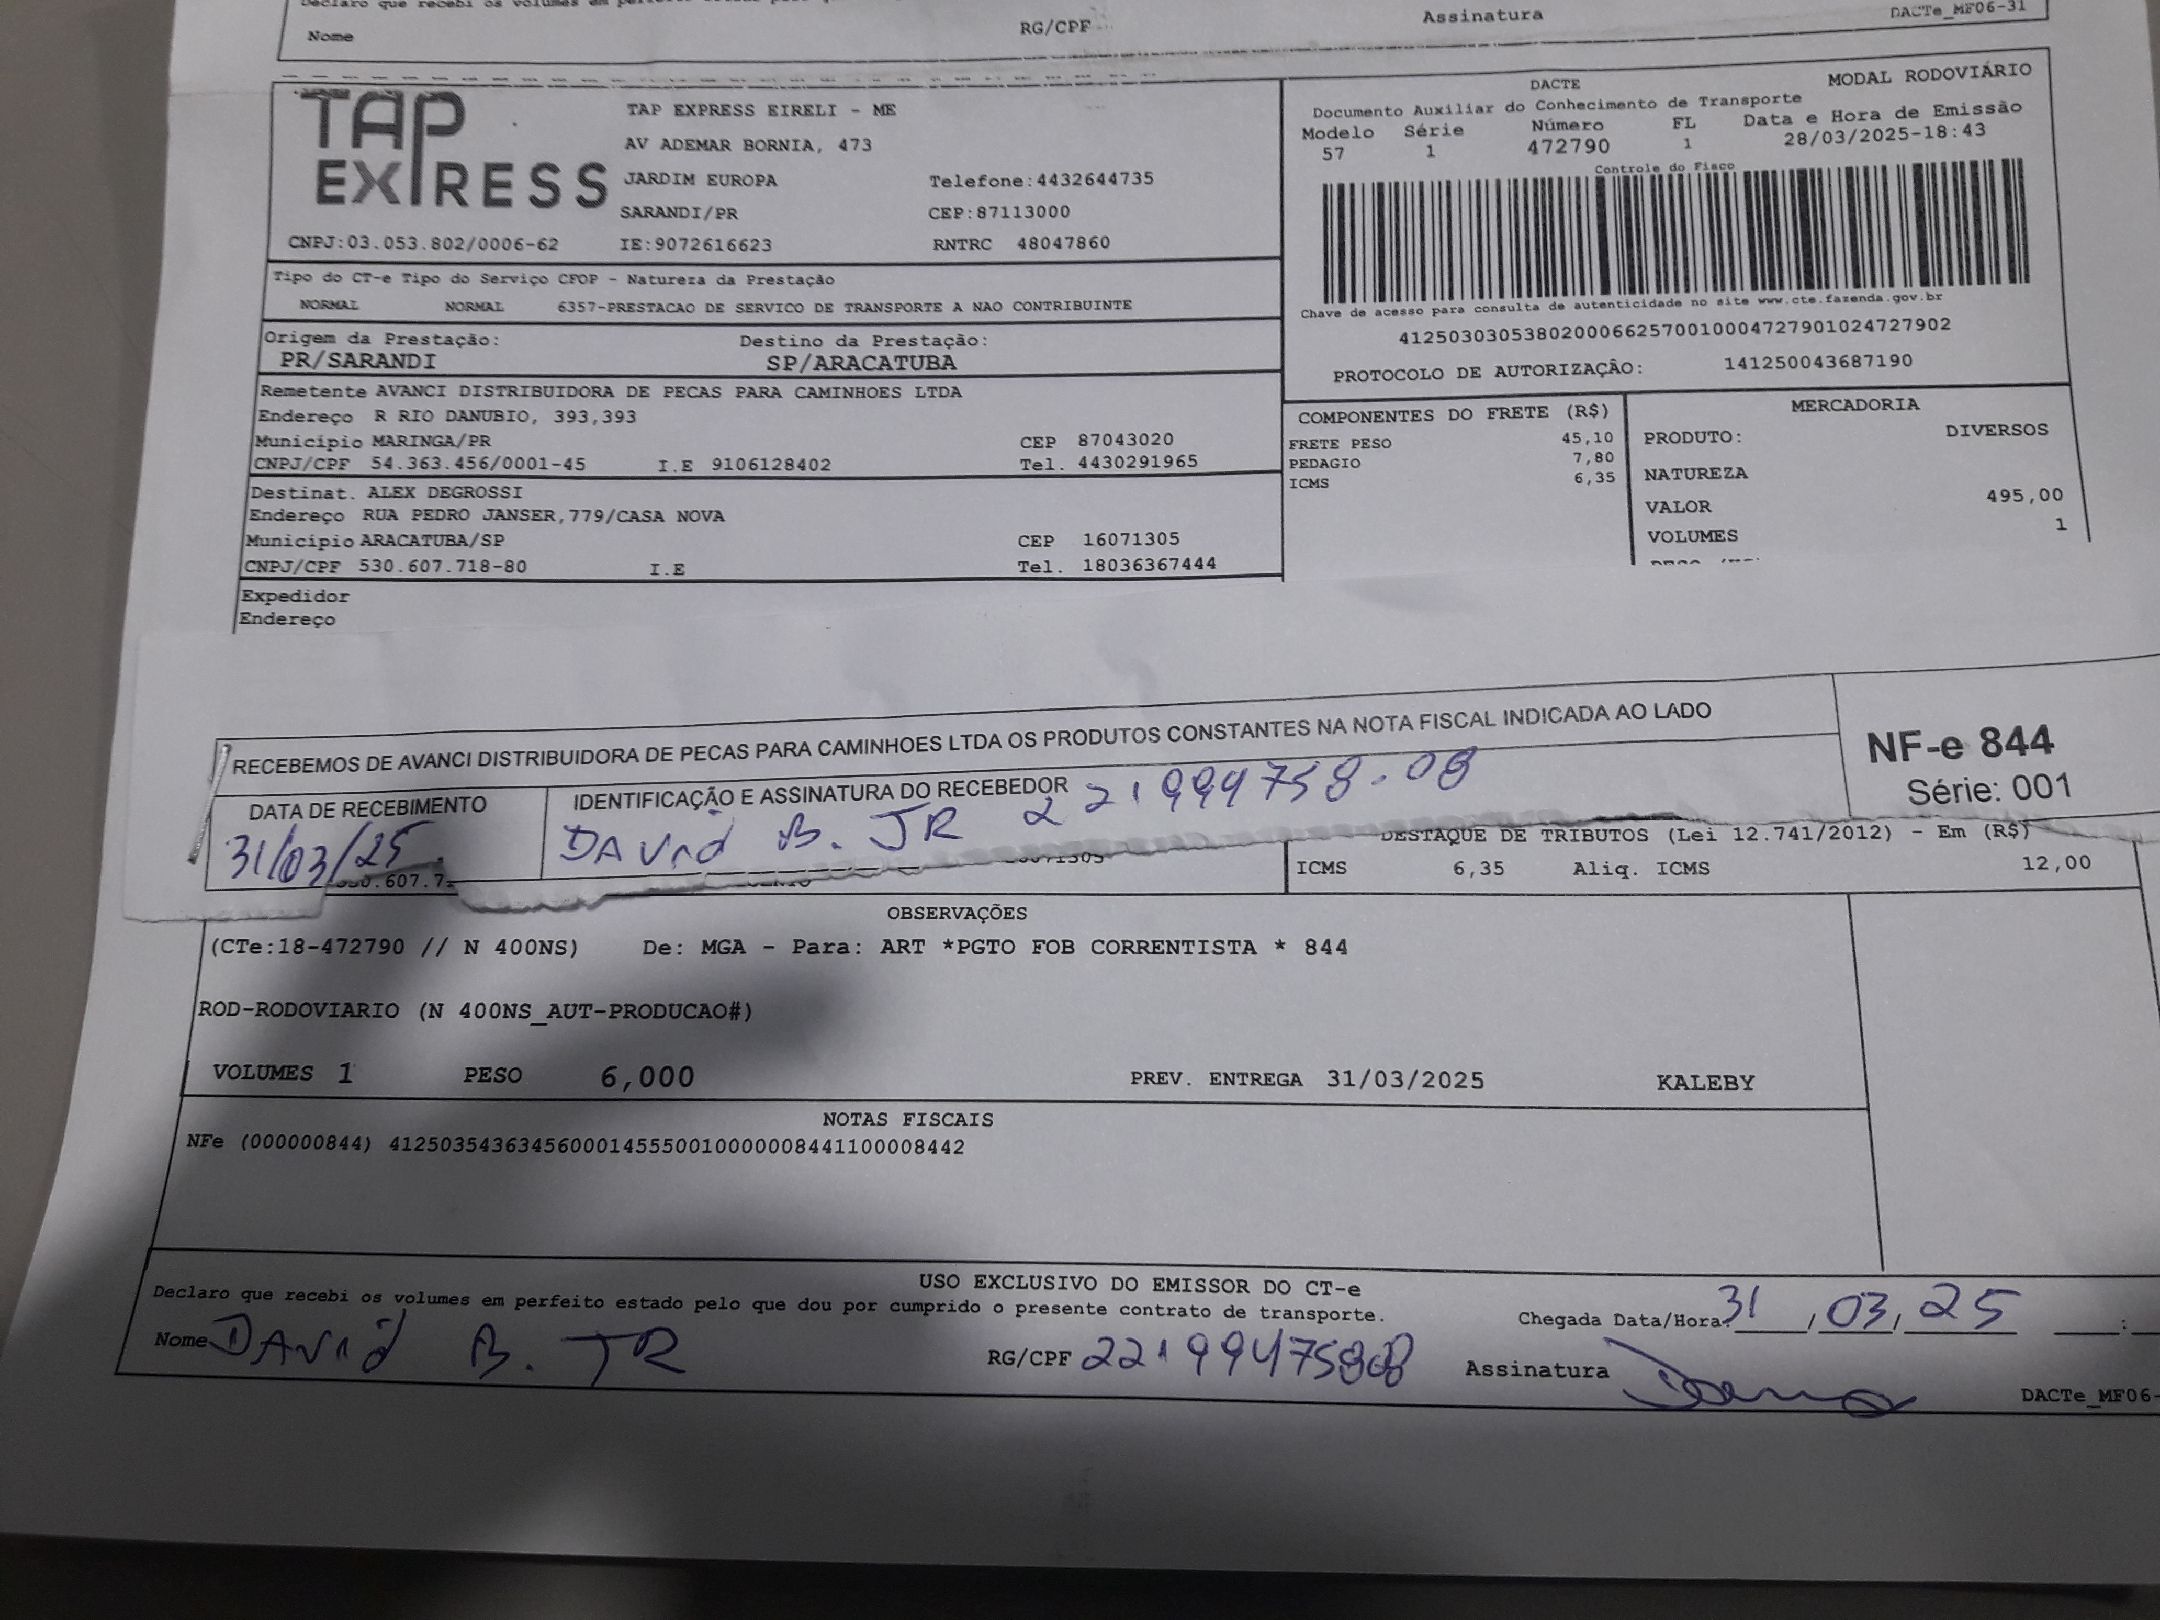 Nome
RG/CPF
Assinatura
DACTe_MF06-31
TAP EXPRESS
TAP EXPRESS EIRELI - ME
AV ADEMAR BORNIA, 473
JARDIM EUROPA Telefone:4432644735
SARANDI/PR CEP:87113000
CNPJ:03.053.802/0006-62 IE:9072616623 RNTRC 48047860
DACTE MODAL RODOVIÁRIO
Documento Auxiliar do Conhecimento de Transporte
Modelo Série Número FL Data e Hora de Emissão
57 1 472790 1 28/03/2025-18:43
Controle do Fisco
Chave de acesso para consulta de autenticidade no site www.cte.fazenda.gov.br
41250303053802000662570010004727901024727902
PROTOCOLO DE AUTORIZAÇÃO: 141250043687190
Tipo do CT-e Tipo do Serviço CFOP - Natureza da Prestação
NORMAL NORMAL 6357-PRESTACAO DE SERVICO DE TRANSPORTE A NAO CONTRIBUINTE
Origem da Prestação: Destino da Prestação:
PR/SARANDI SP/ARACATUBA
Remetente AVANCI DISTRIBUIDORA DE PECAS PARA CAMINHOES LTDA
Endereço R RIO DANUBIO, 393,393
Município MARINGA/PR CEP 87043020
CNPJ/CPF 54.363.456/0001-45 I.E 9106128402 Tel. 4430291965
Destinat. ALEX DEGROSSI
Endereço RUA PEDRO JANSER,779/CASA NOVA
Município ARACATUBA/SP CEP 16071305
CNPJ/CPF 530.607.718-80 I.E Tel. 18036367444
Expedidor
Endereço
COMPONENTES DO FRETE (R$)
FRETE PESO 45,10
PEDAGIO 7,80
ICMS 6,35
MERCADORIA
PRODUTO: DIVERSOS
NATUREZA
VALOR 495,00
VOLUMES 1
RECEBEMOS DE AVANCI DISTRIBUIDORA DE PECAS PARA CAMINHOES LTDA OS PRODUTOS CONSTANTES NA NOTA FISCAL INDICADA AO LADO
NF-e 844
Série: 001
DATA DE RECEBIMENTO
31/03/25
IDENTIFICAÇÃO E ASSINATURA DO RECEBEDOR
DAVID B. JR
DESTAQUE DE TRIBUTOS (Lei 12.741/2012) - Em (R$)
ICMS 6,35 Aliq. ICMS 12,00
OBSERVAÇÕES
(CTe:18-472790 // N 400NS) De: MGA - Para: ART *PGTO FOB CORRENTISTA * 844
ROD-RODOVIARIO (N 400NS_AUT-PRODUCAO#)
VOLUMES 1 PESO 6,000 PREV. ENTREGA 31/03/2025 KALEBY
NOTAS FISCAIS
NFe (000000844) 41250354363456000145550010000008441100008442
USO EXCLUSIVO DO EMISSOR DO CT-e
Declaro que recebi os volumes em perfeito estado pelo que dou por cumprido o presente contrato de transporte.
Chegada Data/Hora: 31/03/25
Nome DAVID B. JR RG/CPF Assinatura
DACTe_MF06-